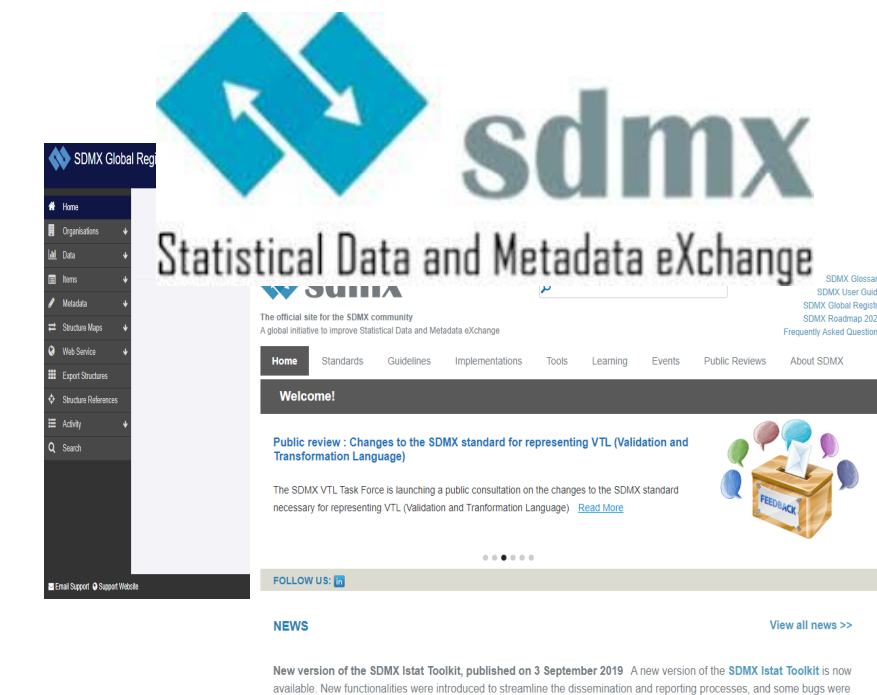 sdmx
Statistical Data and Metadata eXchange
SDMX Global Regi
Home
Organisations
Data
Items
Metadata
Structure Maps
Web Service
Export Structures
Structure References
Activity
Search
Email Support Support Website
sdmx
SDMX Glossar
SDMX User Guid
SDMX Global Registr
SDMX Roadmap 202
Frequently Asked Question
The official site for the SDMX community
A global initiative to improve Statistical Data and Metadata eXchange
Home Standards Guidelines Implementations Tools Learning Events Public Reviews About SDMX
Welcome!
Public review : Changes to the SDMX standard for representing VTL (Validation and
Transformation Language)
The SDMX VTL Task Force is launching a public consultation on the changes to the SDMX standard
necessary for representing VTL (Validation and Tranformation Language) Read More
FEEDBACK
FOLLOW US: in
NEWS
View all news >>
New version of the SDMX Istat Toolkit, published on 3 September 2019 A new version of the SDMX Istat Toolkit is now
available. New functionalities were introduced to streamline the dissemination and reporting processes, and some bugs were